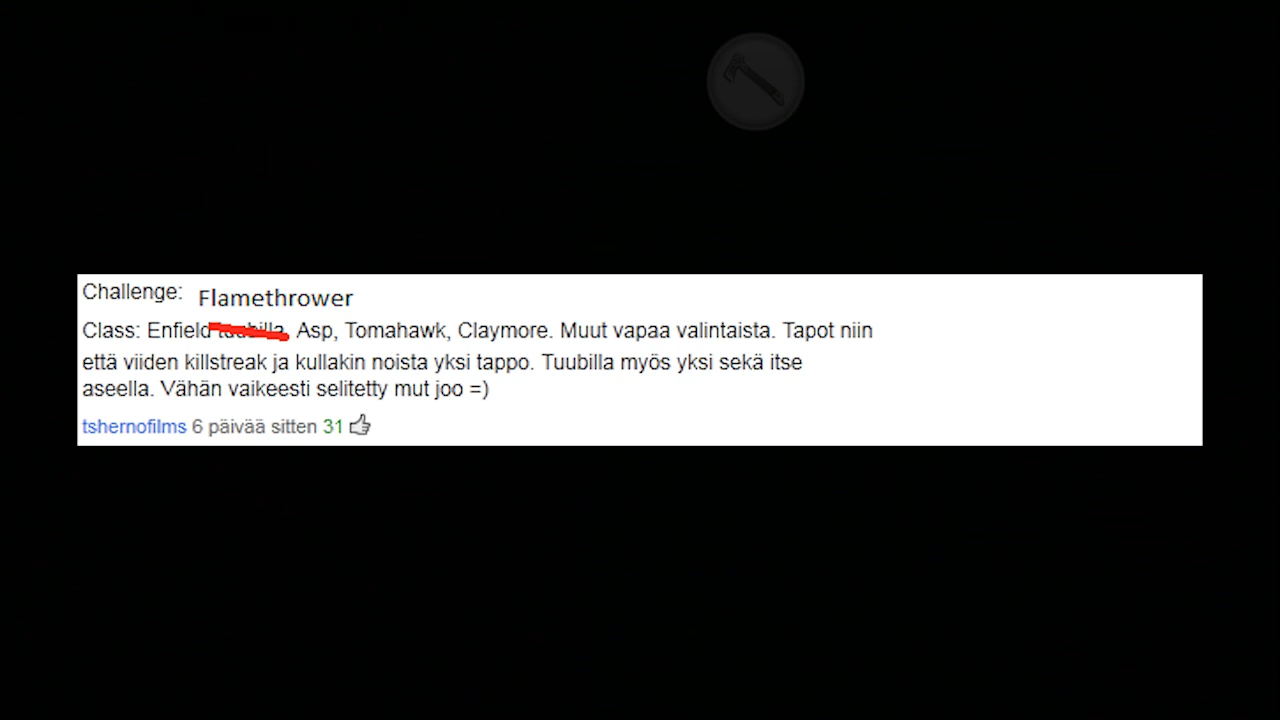 Challenge: Flamethrower
Class: Enfield tuubilla, Asp, Tomahawk, Claymore. Muut vapaa valintaista. Tapot niin
että viiden killstreak ja kullakin noista yksi tappo. Tuubilla myös yksi sekä itse
aseella. Vähän vaikeesti selitetty mut joo =)
tshernofilms 6 päivää sitten 31